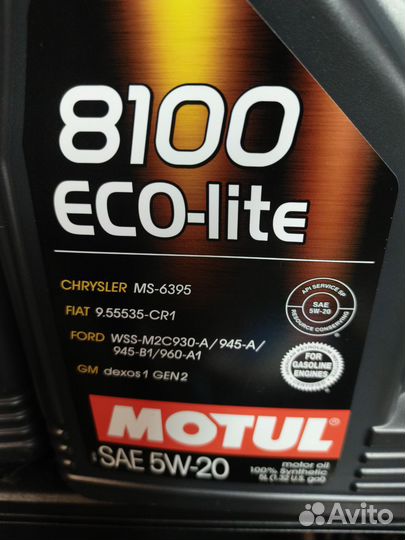 8100
ECO-lite
CHRYSLER MS-6395
FIAT 9.55535-CR1
FORD WSS-M2C930-A/945-A/
945-B1/960-A1
GM dexos1 GEN2
API SERVICE SP
SAE
5W-20
RESOURCE CONSERVING
FOR
GASOLINE
ENGINES
MOTUL
SAE 5W-20
motor oil
100% Synthetic
5L (1.32 U.S. gal)
Avito